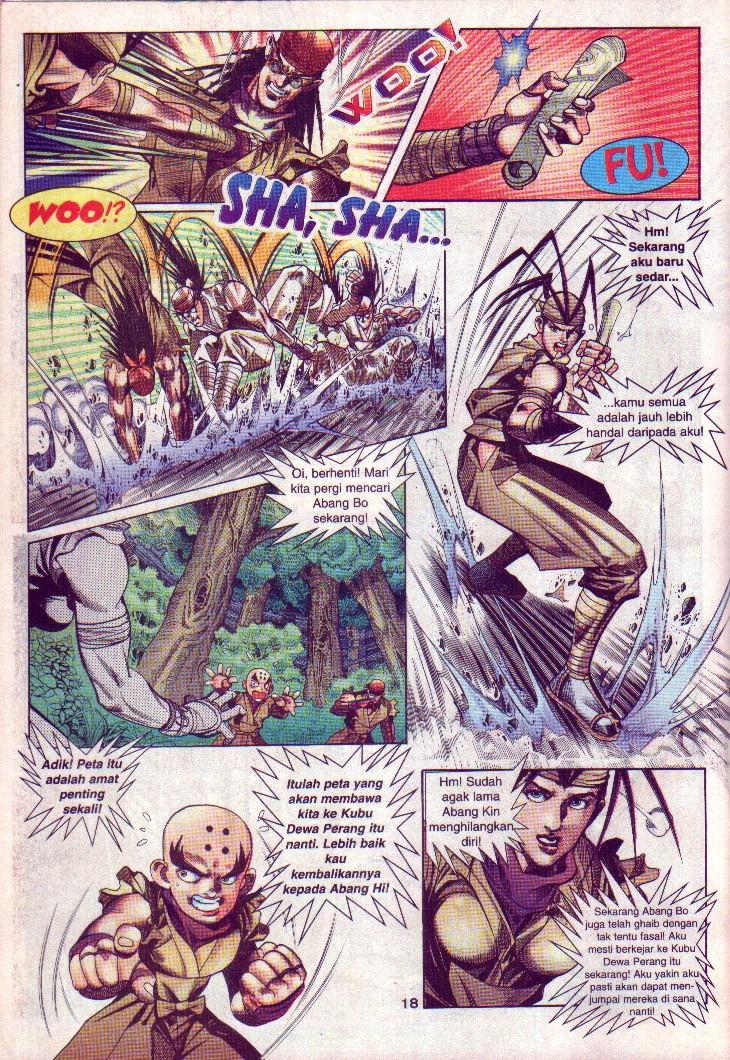 WOO!
FU!
WOO!?
SHA, SHA...
Hm!
Sekarang
aku baru
sedar...
...kamu semua
adalah jauh lebih
handal daripada aku!
Oi, berhenti! Mari
kita pergi mencari
Abang Bo
sekarang!
Adik! Peta itu
adalah amat
penting
sekali!
Itulah peta yang
akan membawa
kita ke Kubu
Dewa Perang itu
nanti. Lebih baik
kau
kembalikannya
kepada Abang Hi!
Hm! Sudah
agak lama
Abang Kin
menghilangkan
diri!
Sekarang Abang Bo
juga telah ghaib dengan
tak tentu fasal! Aku
mesti berkejar ke Kubu
Dewa Perang itu
sekarang! Aku yakin aku
pasti akan dapat men-
jumpai mereka di sana
nanti!
18